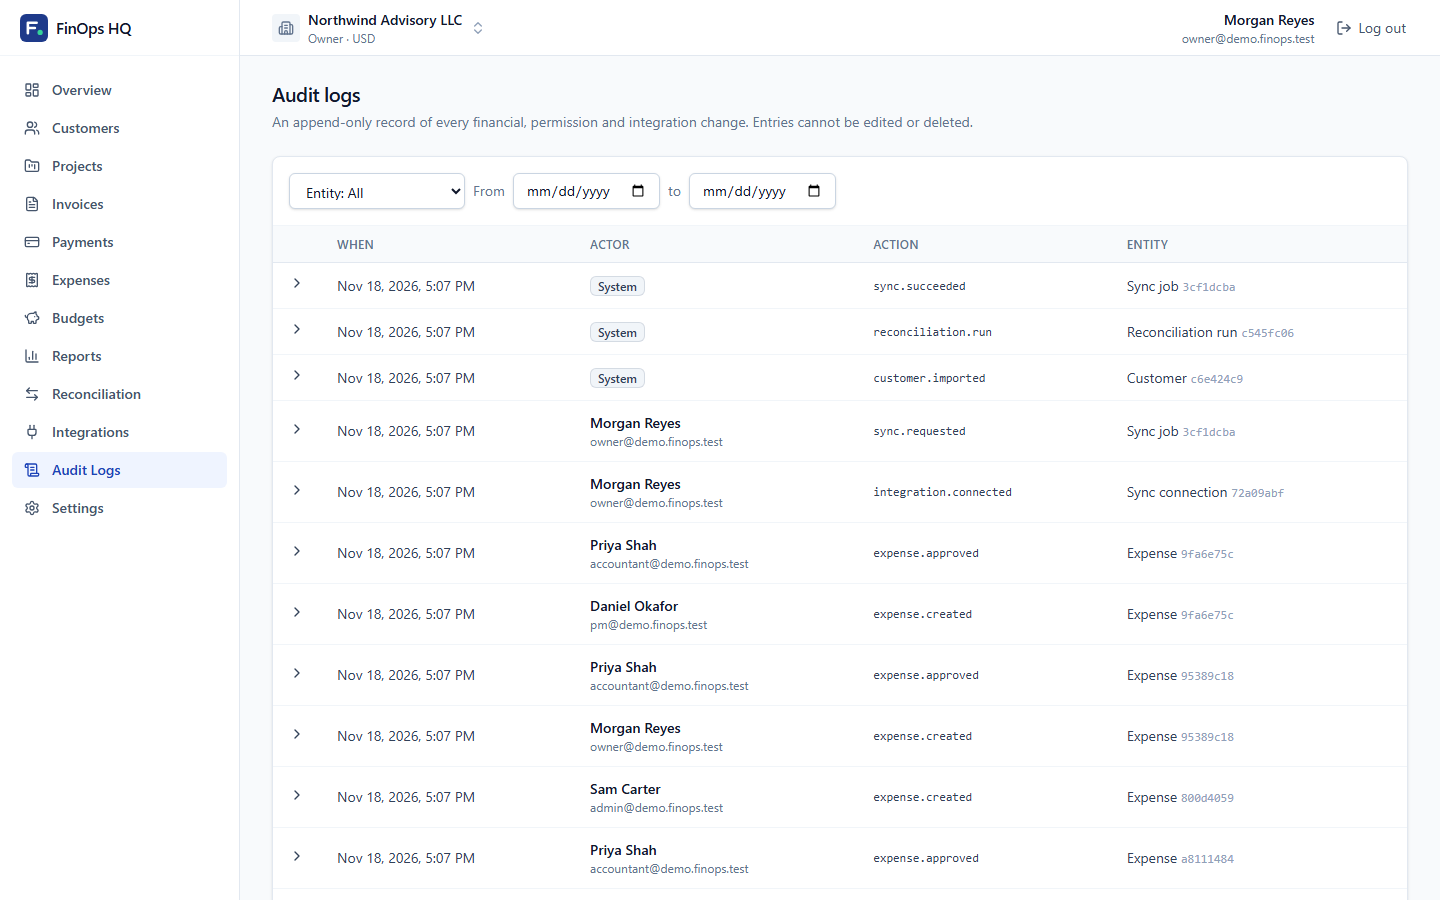 FinOps HQ
Northwind Advisory LLC
Owner · USD
Morgan Reyes
owner@demo.finops.test
Log out
Overview
Customers
Projects
Invoices
Payments
Expenses
Budgets
Reports
Reconciliation
Integrations
Audit Logs
Settings
Audit logs
An append-only record of every financial, permission and integration change. Entries cannot be edited or deleted.
Entity: All From mm/dd/yyyy to mm/dd/yyyy
WHEN ACTOR ACTION ENTITY
Nov 18, 2026, 5:07 PM System sync.succeeded Sync job 3cf1dcba
Nov 18, 2026, 5:07 PM System reconciliation.run Reconciliation run c545fc06
Nov 18, 2026, 5:07 PM System customer.imported Customer c6e424c9
Nov 18, 2026, 5:07 PM Morgan Reyes sync.requested Sync job 3cf1dcba
owner@demo.finops.test
Nov 18, 2026, 5:07 PM Morgan Reyes integration.connected Sync connection 72a09abf
owner@demo.finops.test
Nov 18, 2026, 5:07 PM Priya Shah expense.approved Expense 9fa6e75c
accountant@demo.finops.test
Nov 18, 2026, 5:07 PM Daniel Okafor expense.created Expense 9fa6e75c
pm@demo.finops.test
Nov 18, 2026, 5:07 PM Priya Shah expense.approved Expense 95389c18
accountant@demo.finops.test
Nov 18, 2026, 5:07 PM Morgan Reyes expense.created Expense 95389c18
owner@demo.finops.test
Nov 18, 2026, 5:07 PM Sam Carter expense.created Expense 800d4059
admin@demo.finops.test
Nov 18, 2026, 5:07 PM Priya Shah expense.approved Expense a8111484
accountant@demo.finops.test